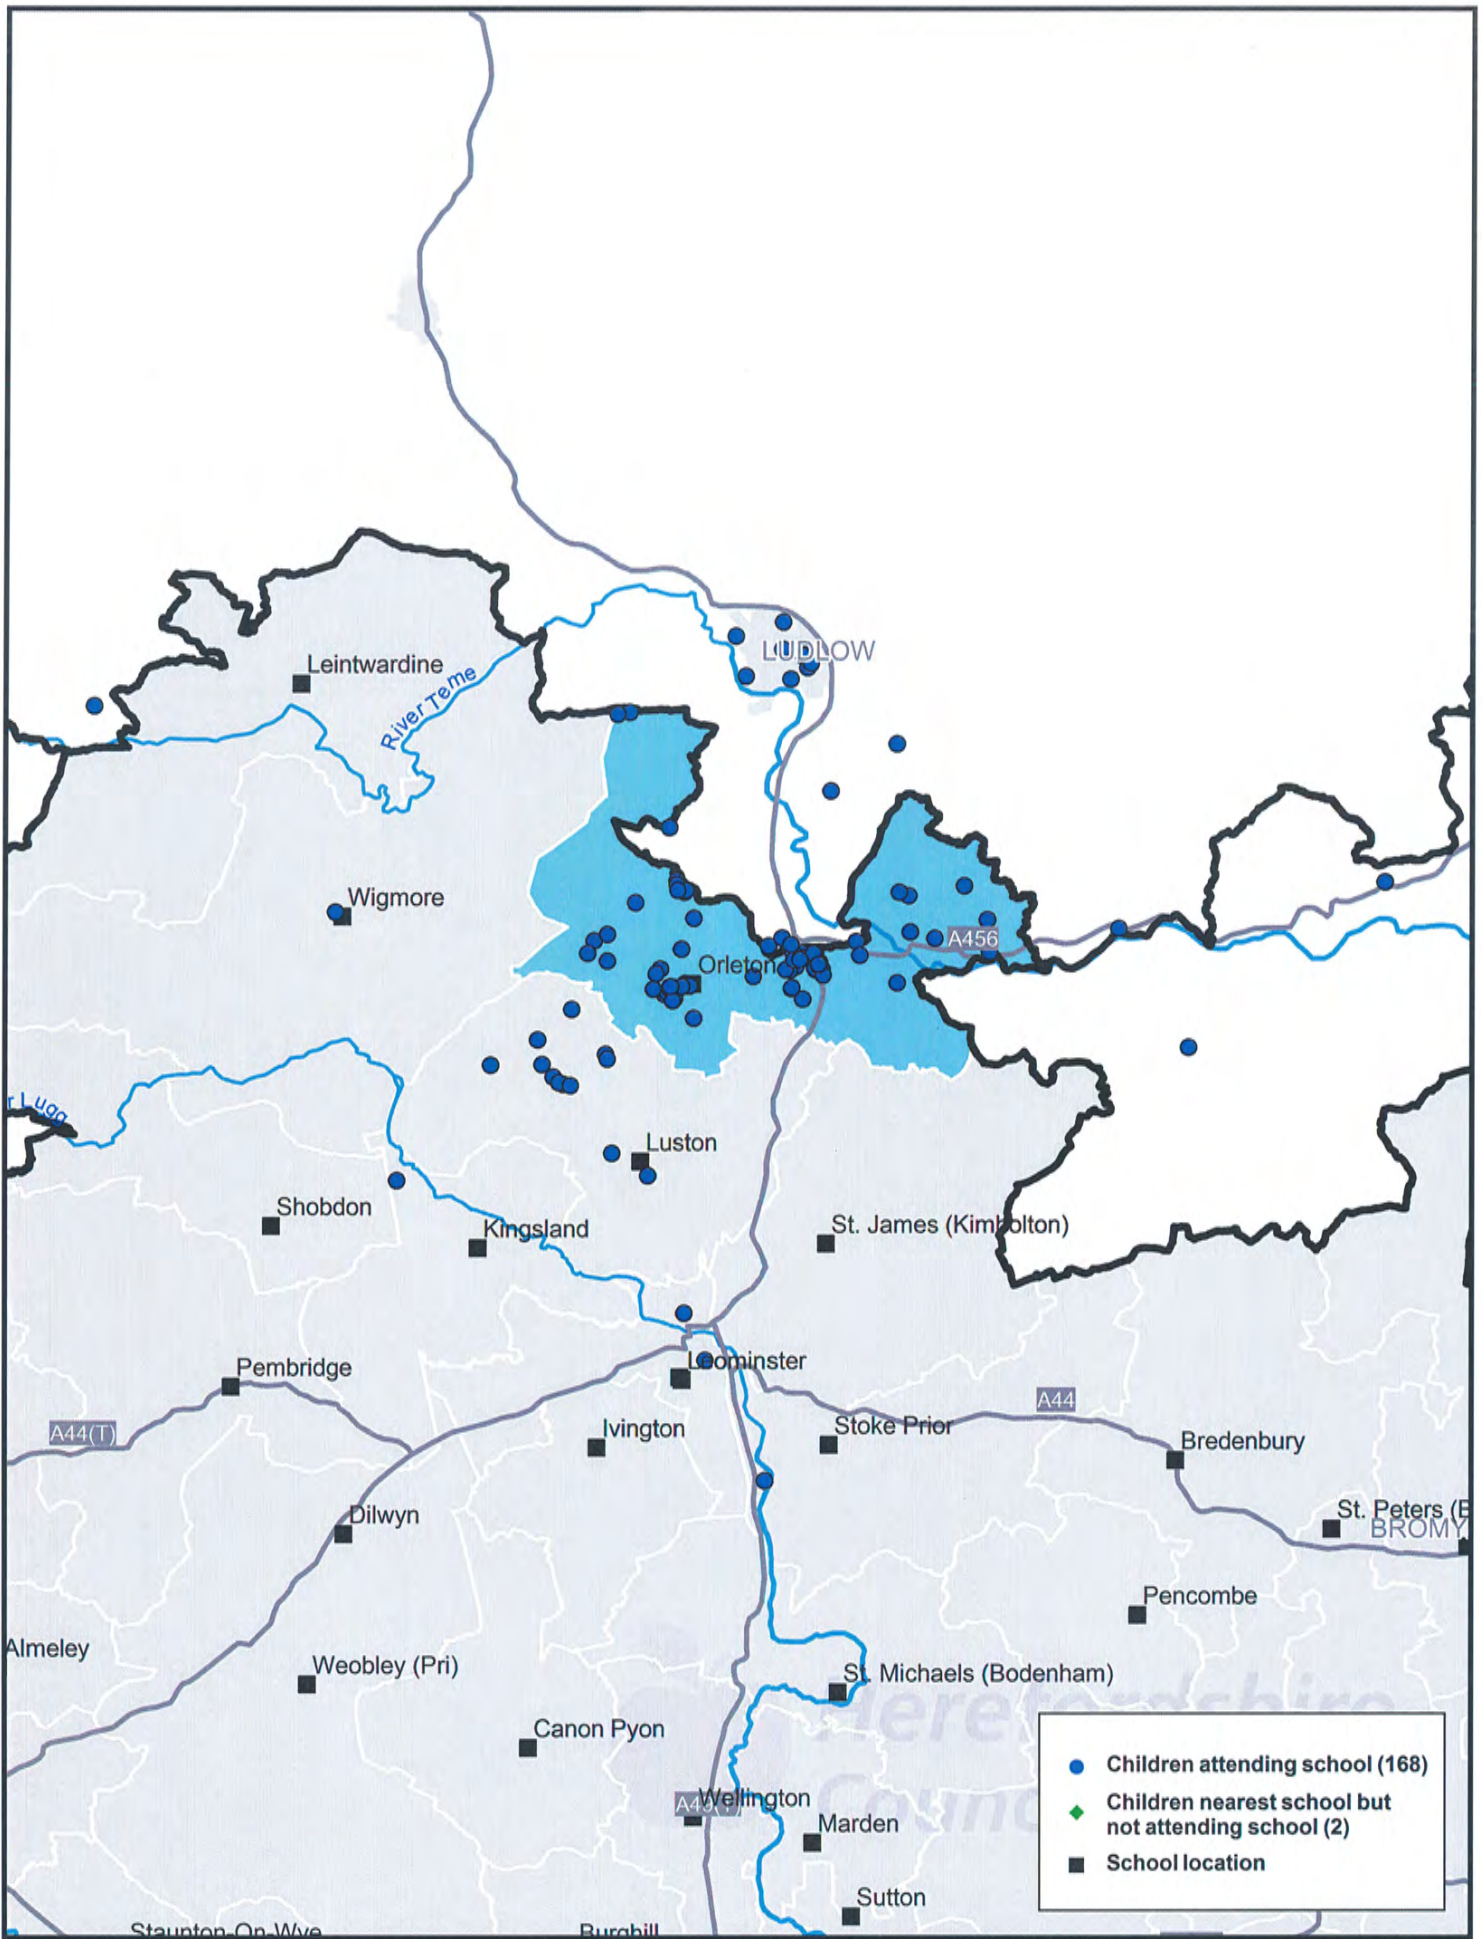 LUDLOW
Leintwardine
River Teme
Wigmore
A456
Orleton
r Lugg
Luston
Shobdon
Kingsland
St. James (Kimbolton)
Pembridge
Leominster
A44
A44(T)
Ivington
Stoke Prior
Bredenbury
Dilwyn
St. Peters (B
BROMY
Pencombe
Almeley
Weobley (Pri)
St. Michaels (Bodenham)
Herefordshire
Canon Pyon
Children attending school (168)
Children nearest school but
not attending school (2)
School location
Wellington
Marden
Sutton
Staunton-On-Wye
Burghill